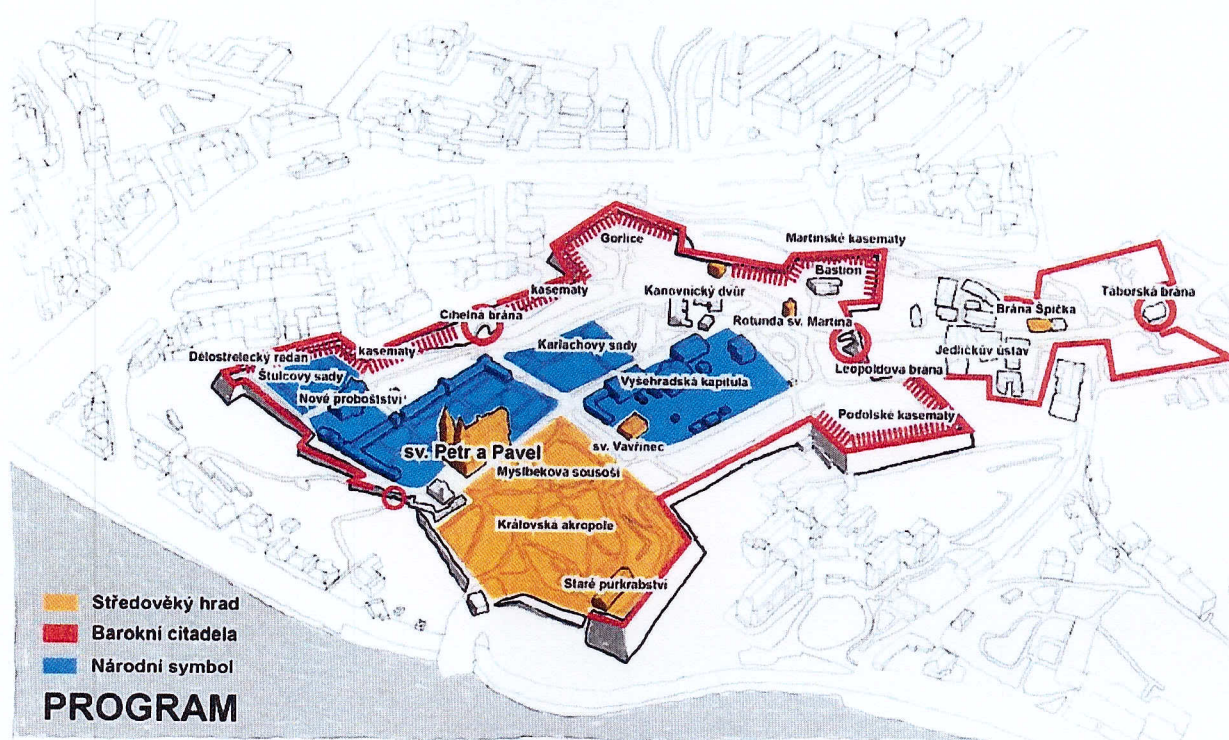 Gorlice
Martinské kasematy
Bastion
kasematy
Kanovnický dvůr
Táborská brána
Cihelná brána
Brána Špička
Rotunda sv. Martina
Karlachovy sady
Jedličkův ústav
Dělostrelecký redan
kasematy
Leopoldova brána
Štulcovy sady
Vyšehradská kapitula
Nové proboštství
Podolské kasematy
sv. Vavřinec
sv. Petr a Pavel
Myslbekova sousoší
Královská akropole
Staré purkrabství
Středověký hrad
Barokní citadela
Národní symbol
PROGRAM